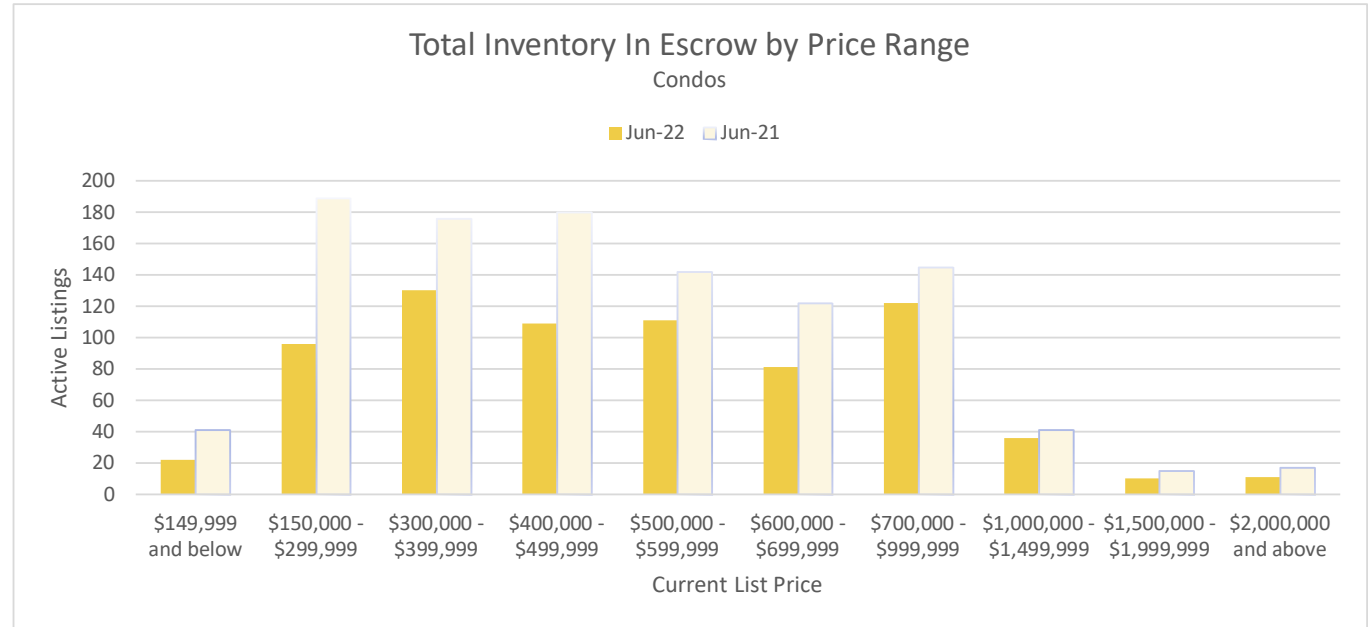 Total Inventory In Escrow by Price Range
Condos
Jun-22 Jun-21
Active Listings
200
180
160
140
120
100
80
60
40
20
0
$149,999 and below
$150,000 - $299,999
$300,000 - $399,999
$400,000 - $499,999
$500,000 - $599,999
$600,000 - $699,999
$700,000 - $999,999
$1,000,000 - $1,499,999
$1,500,000 - $1,999,999
$2,000,000 and above
Current List Price